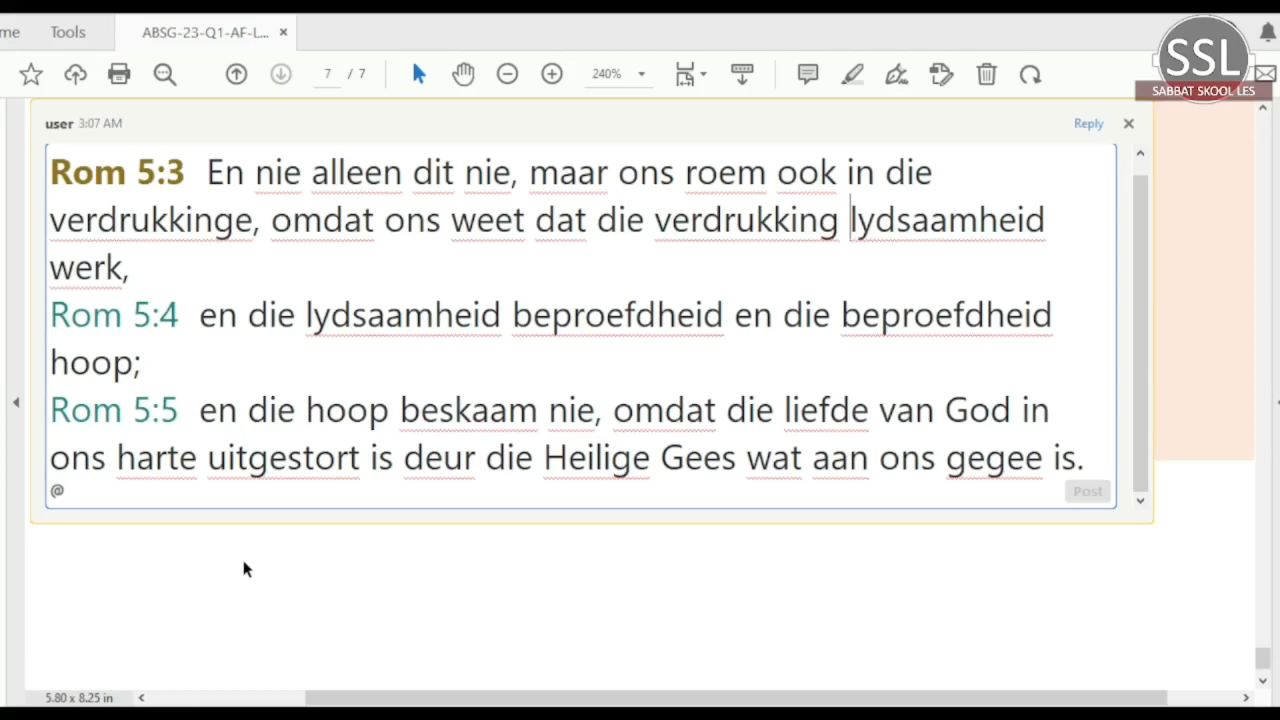 me Tools ABSG-23-Q1-AF-L... ×
SSL
SABBAT SKOOL LES
7 / 7 240%
user 3:07 AM Reply
Rom 5:3 En nie alleen dit nie, maar ons roem ook in die
verdrukkinge, omdat ons weet dat die verdrukking lydsaamheid
werk,
Rom 5:4 en die lydsaamheid beproefdheid en die beproefdheid
hoop;
Rom 5:5 en die hoop beskaam nie, omdat die liefde van God in
ons harte uitgestort is deur die Heilige Gees wat aan ons gegee is.
@ Post
5.80 x 8.25 in